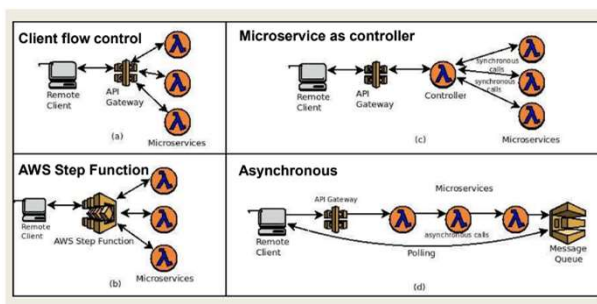 Client flow control
Remote
Client
API
Gateway
(a)
Microservices
Microservice as controller
Remote
Client
API
Gateway
Controller
synchronous
calls
synchronous
calls
(c)
Microservices
AWS Step Function
Remote
Client
AWS Step Function
(b)
Microservices
Asynchronous
API Gateway
Microservices
Remote
Client
asynchronous calls
Polling
(d)
Message
Queue